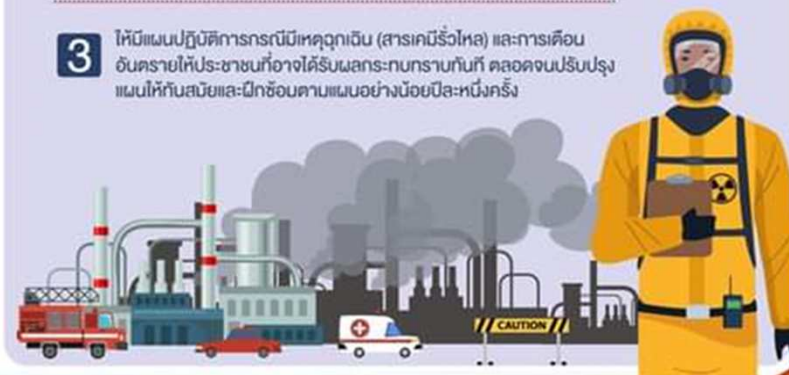 3
ให้มีแผนปฏิบัติการกรณีมีเหตุฉุกเฉิน (สารเคมีรั่วไหล) และการเตือน
อันตรายให้ประชาชนที่อาจได้รับผลกระทบทราบทันที ตลอดจนปรับปรุง
แผนให้ทันสมัยและฝึกซ้อมตามแผนอย่างน้อยปีละหนึ่งครั้ง
CAUTION